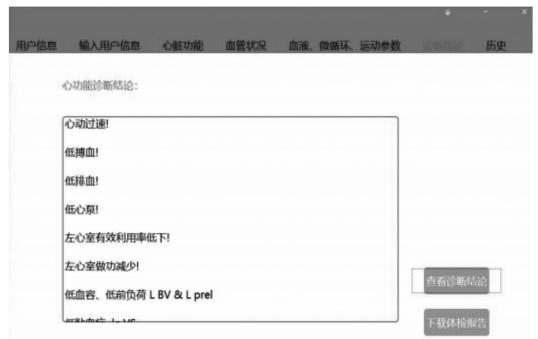 用户信息 输入用户信息 心脏功能 血管状况 血液、微循环、运动参数 历史
心功能诊断结论:
心动过速!
低搏血!
低排血!
低心泵!
左心室有效利用率低下!
左心室做功减少!
低血容、低前负荷 L BV & L prel
查看诊断结论
下载体检报告